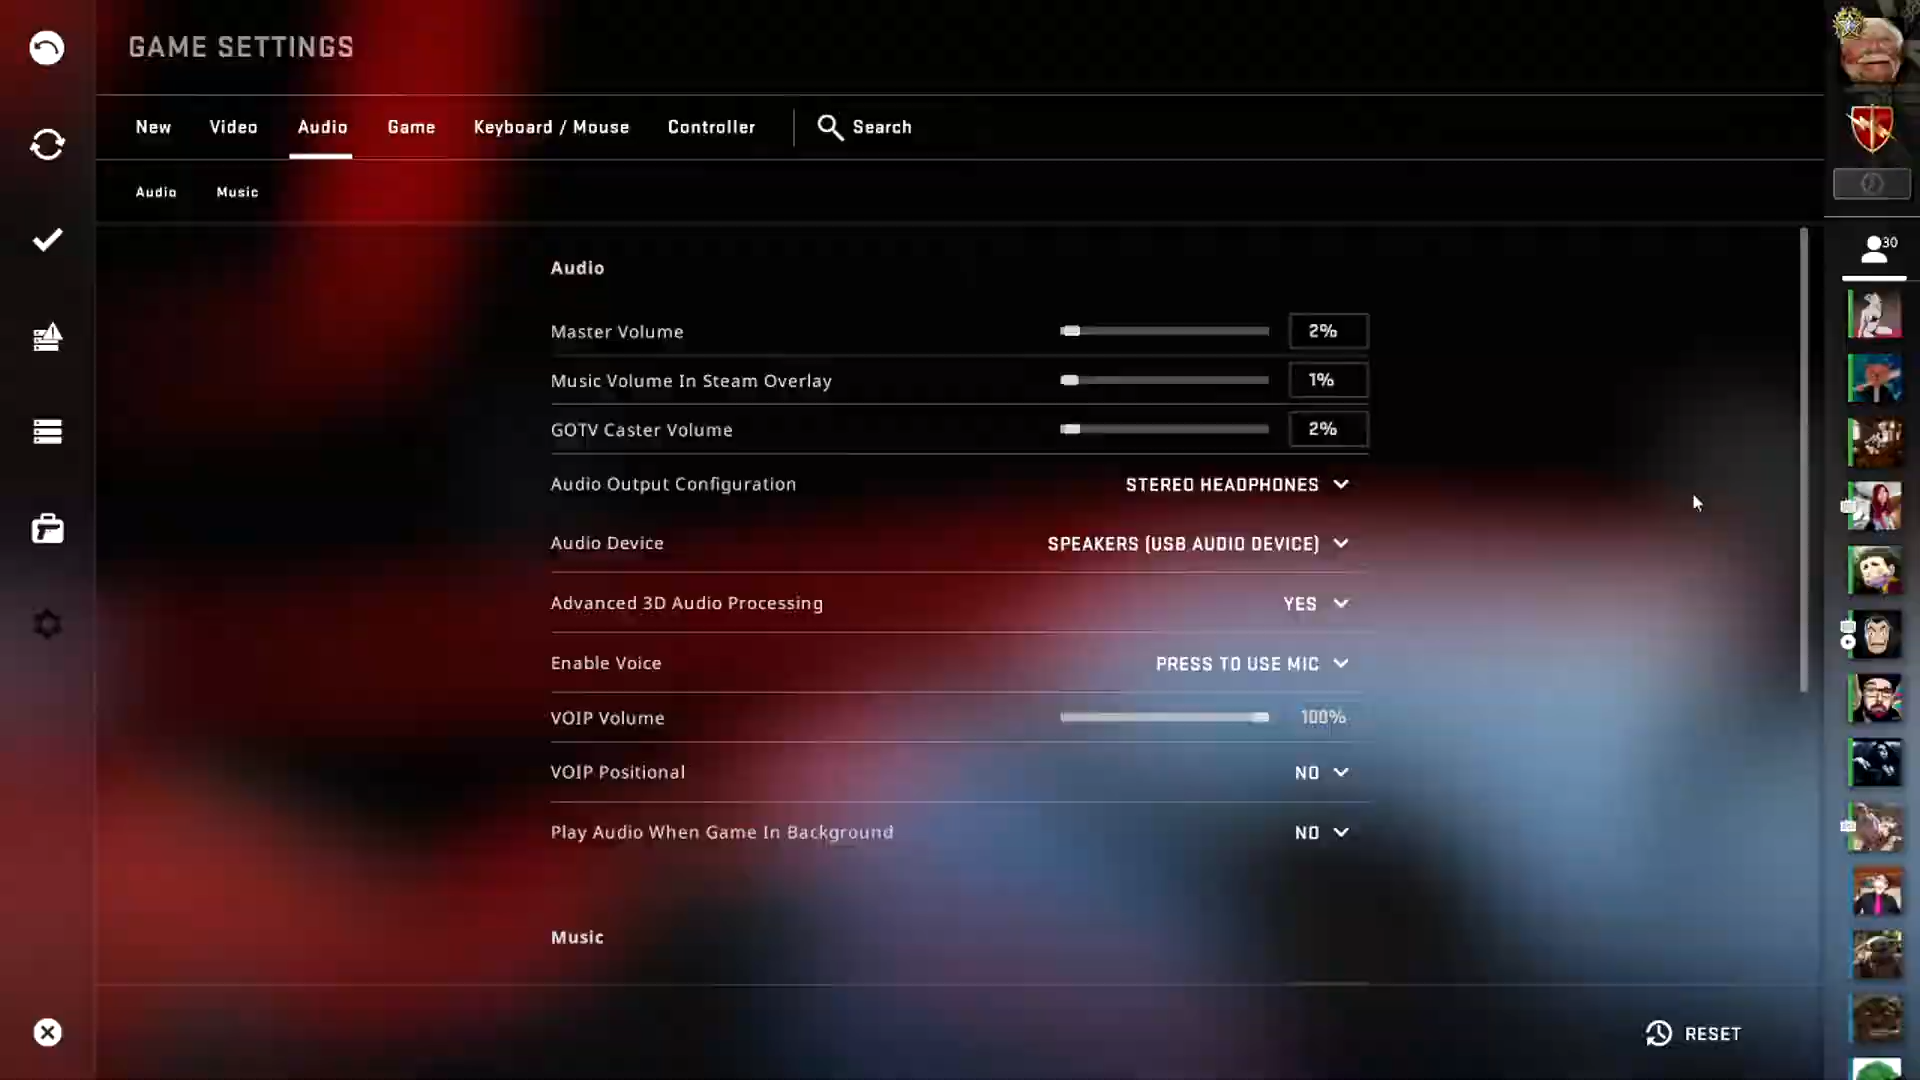 GAME SETTINGS
New Video Audio Game Keyboard / Mouse Controller Search
Audio Music
30
Audio
Master Volume 2%
Music Volume In Steam Overlay 1%
GOTV Caster Volume 2%
Audio Output Configuration STEREO HEADPHONES
Audio Device SPEAKERS (USB AUDIO DEVICE)
Advanced 3D Audio Processing YES
Enable Voice PRESS TO USE MIC
VOIP Volume 100%
VOIP Positional NO
Play Audio When Game In Background NO
Music
RESET